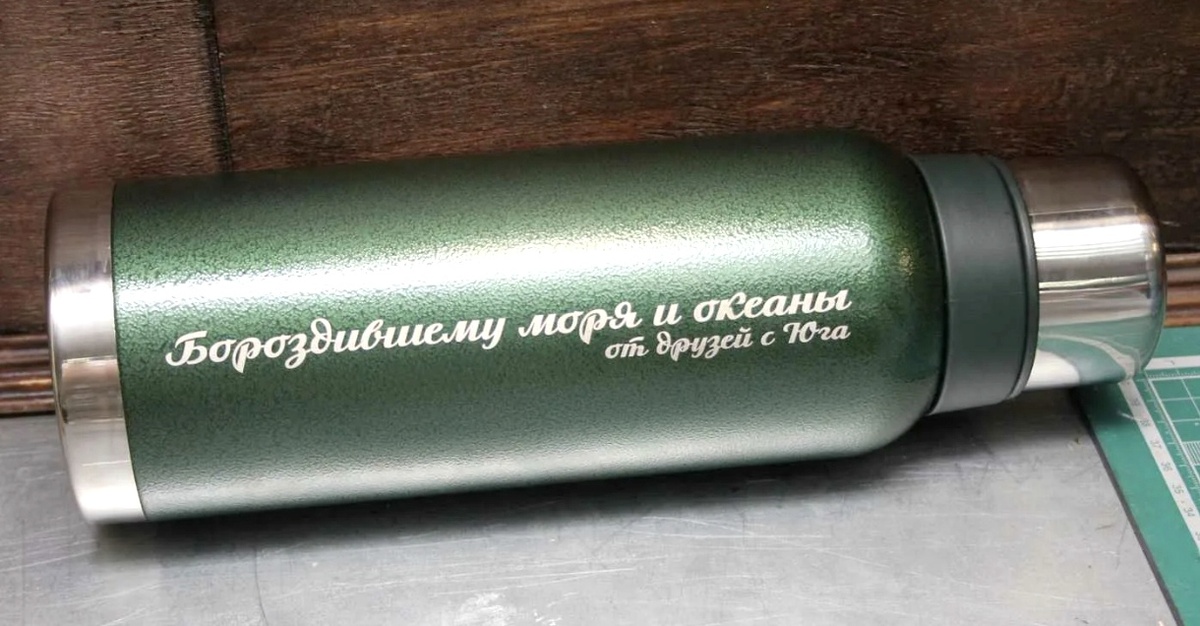 Бороздившему моря и океаны
от друзей с Юга